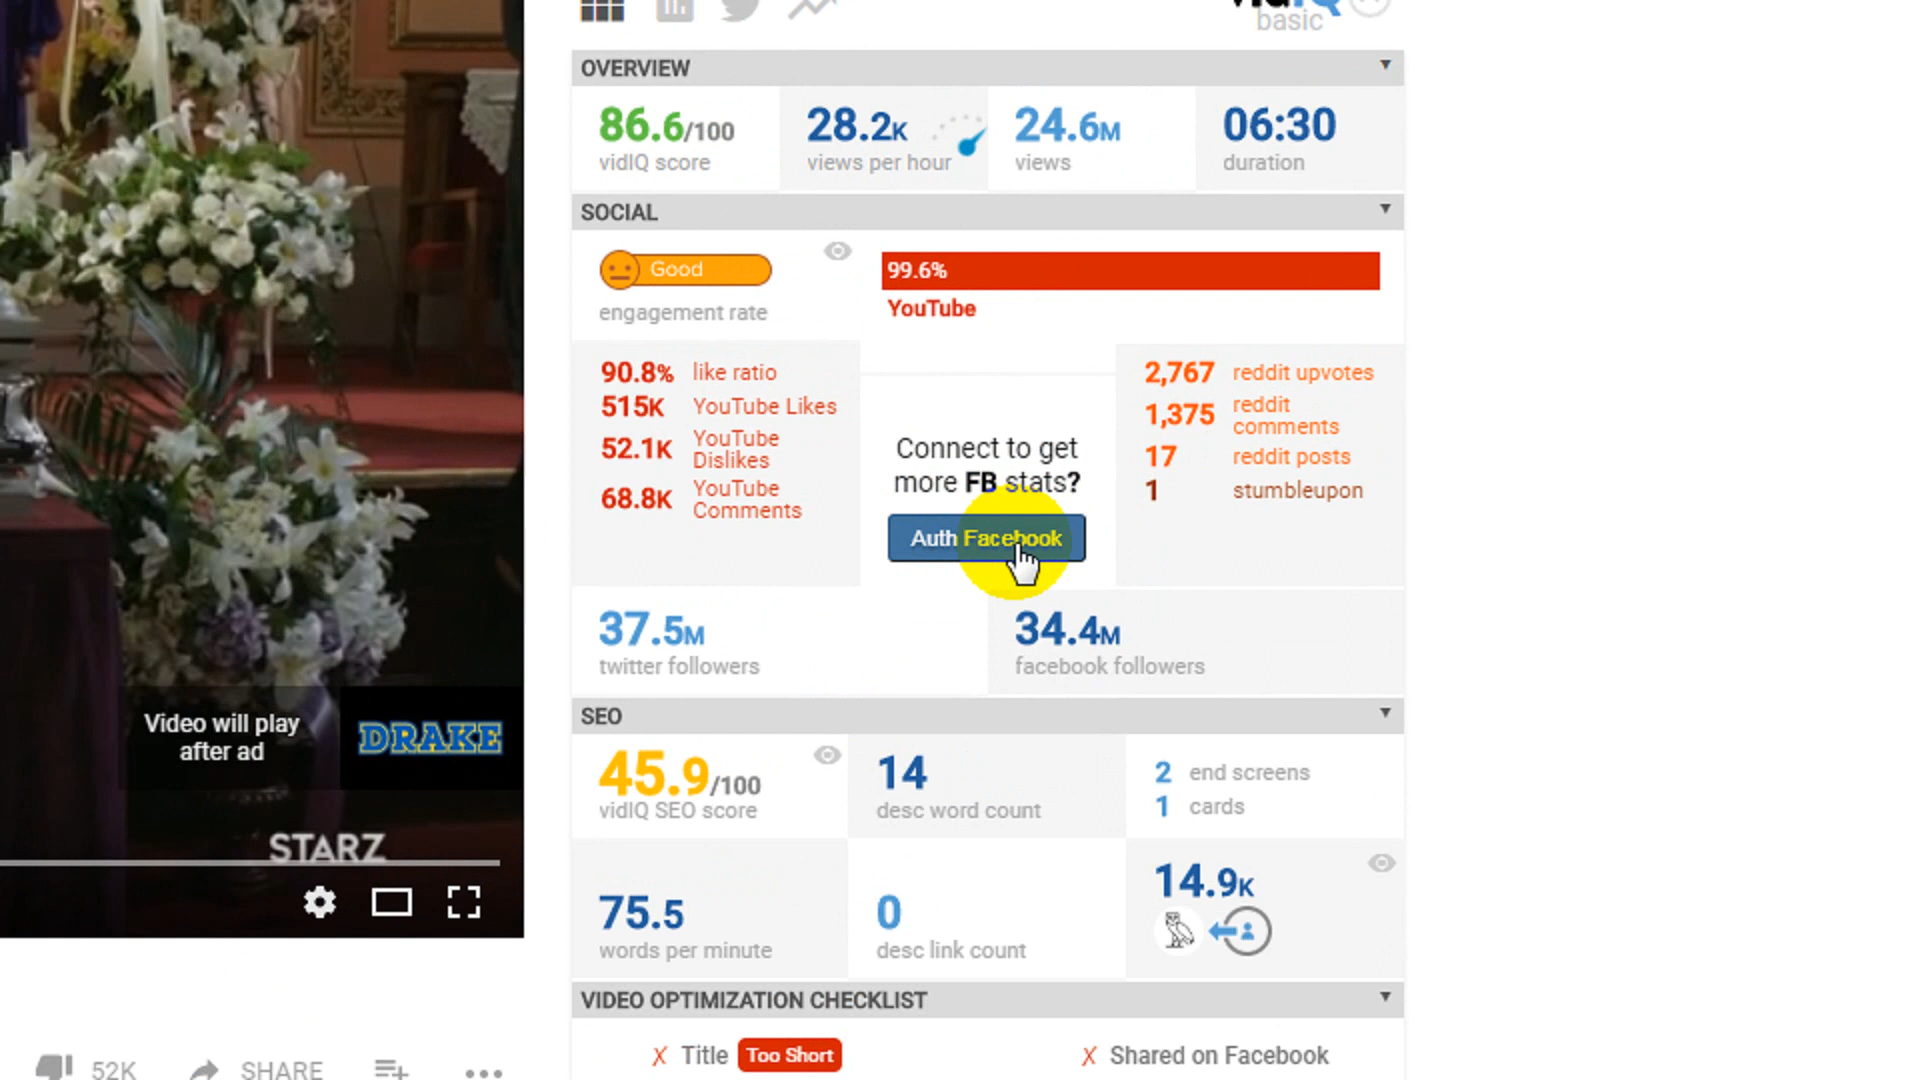 vidIQ
basic
OVERVIEW
86.6/100
vidIQ score
28.2K
views per hour
24.6M
views
06:30
duration
SOCIAL
Good
engagement rate
99.6%
YouTube
90.8% like ratio
515K YouTube Likes
52.1K YouTube
Dislikes
68.8K YouTube
Comments
Connect to get
more FB stats?
Auth Facebook
2,767 reddit upvotes
1,375 reddit
comments
17 reddit posts
1 stumbleupon
37.5M
twitter followers
34.4M
facebook followers
SEO
45.9/100
vidIQ SEO score
14
desc word count
2 end screens
1 cards
75.5
words per minute
0
desc link count
14.9K
VIDEO OPTIMIZATION CHECKLIST
X Title Too Short
X Shared on Facebook
Video will play
after ad
DRAKE
STARZ
52K SHARE